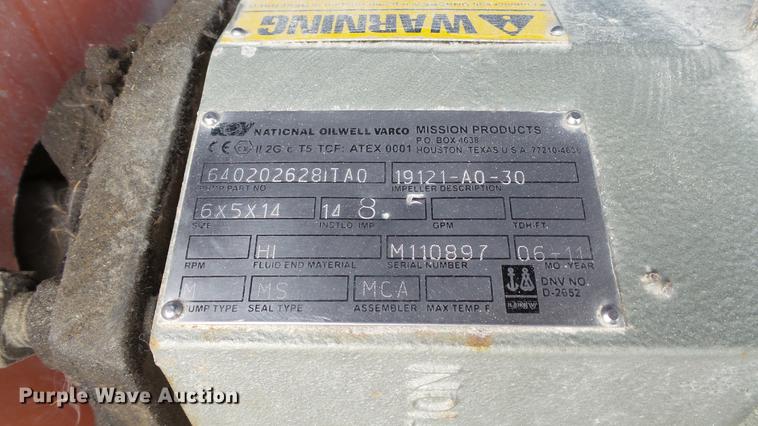 WARNING
NOV NATIONAL OILWELL VARCO MISSION PRODUCTS
P.O. BOX 4638
CE Ex II 2G c T5 TCF: ATEX 0001 HOUSTON, TEXAS U.S.A. 77210-4638
640202628ITA0 19121-A0-30
PUMP PART NO IMPELLER DESCRIPTION
6X5X14 14 8.5
SIZE INSTLD. IMP. GPM TDH-FT.
HI M110897 06-11
RPM FLUID END MATERIAL SERIAL NUMBER MO.-YEAR
M MS MCA DNV NO.
D-2652
PUMP TYPE SEAL TYPE ASSEMBLER MAX TEMP. F
Purple Wave Auction